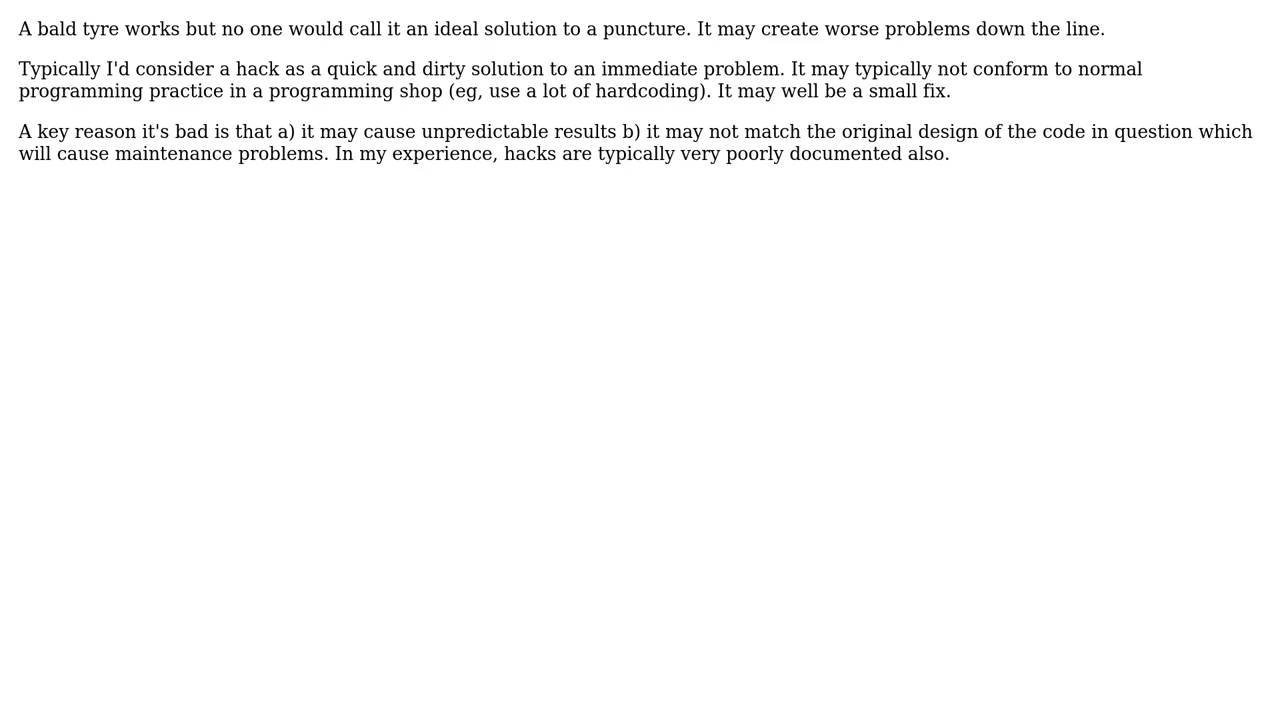 A bald tyre works but no one would call it an ideal solution to a puncture. It may create worse problems down the line.
Typically I'd consider a hack as a quick and dirty solution to an immediate problem. It may typically not conform to normal
programming practice in a programming shop (eg, use a lot of hardcoding). It may well be a small fix.
A key reason it's bad is that a) it may cause unpredictable results b) it may not match the original design of the code in question which
will cause maintenance problems. In my experience, hacks are typically very poorly documented also.